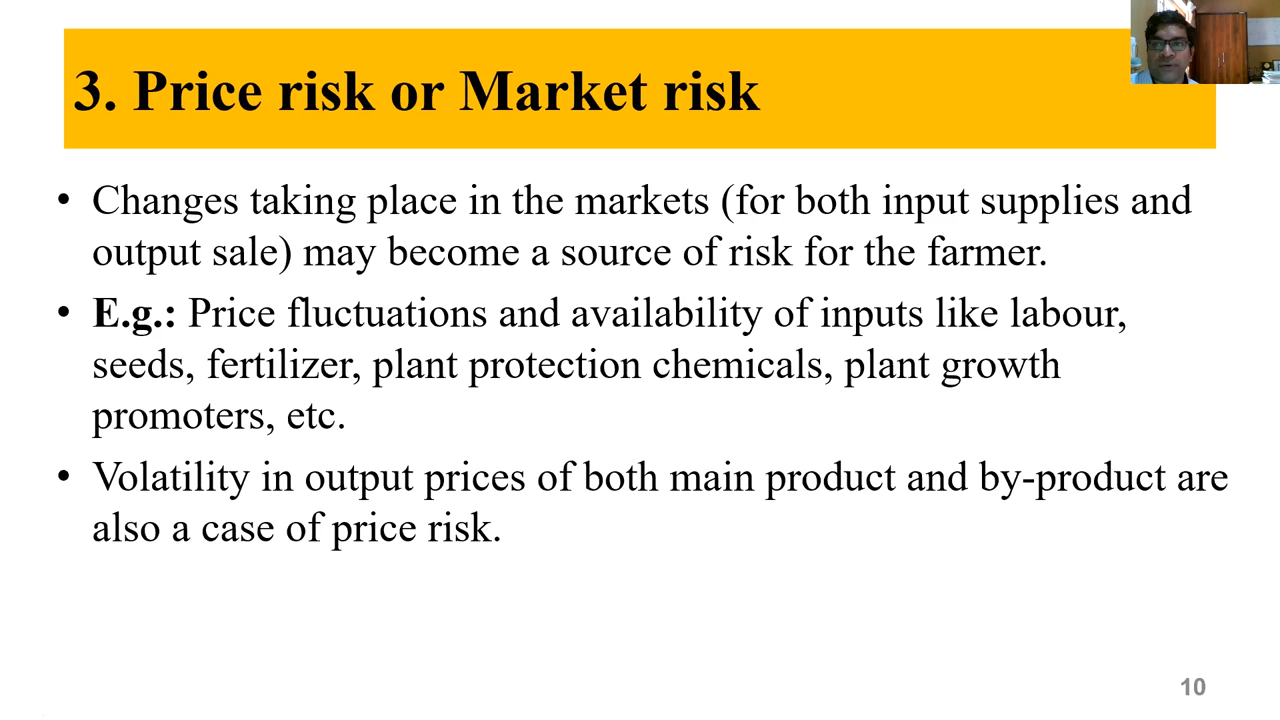 3. Price risk or Market risk
• Changes taking place in the markets (for both input supplies and
output sale) may become a source of risk for the farmer.
• E.g.: Price fluctuations and availability of inputs like labour,
seeds, fertilizer, plant protection chemicals, plant growth
promoters, etc.
• Volatility in output prices of both main product and by-product are
also a case of price risk.
10